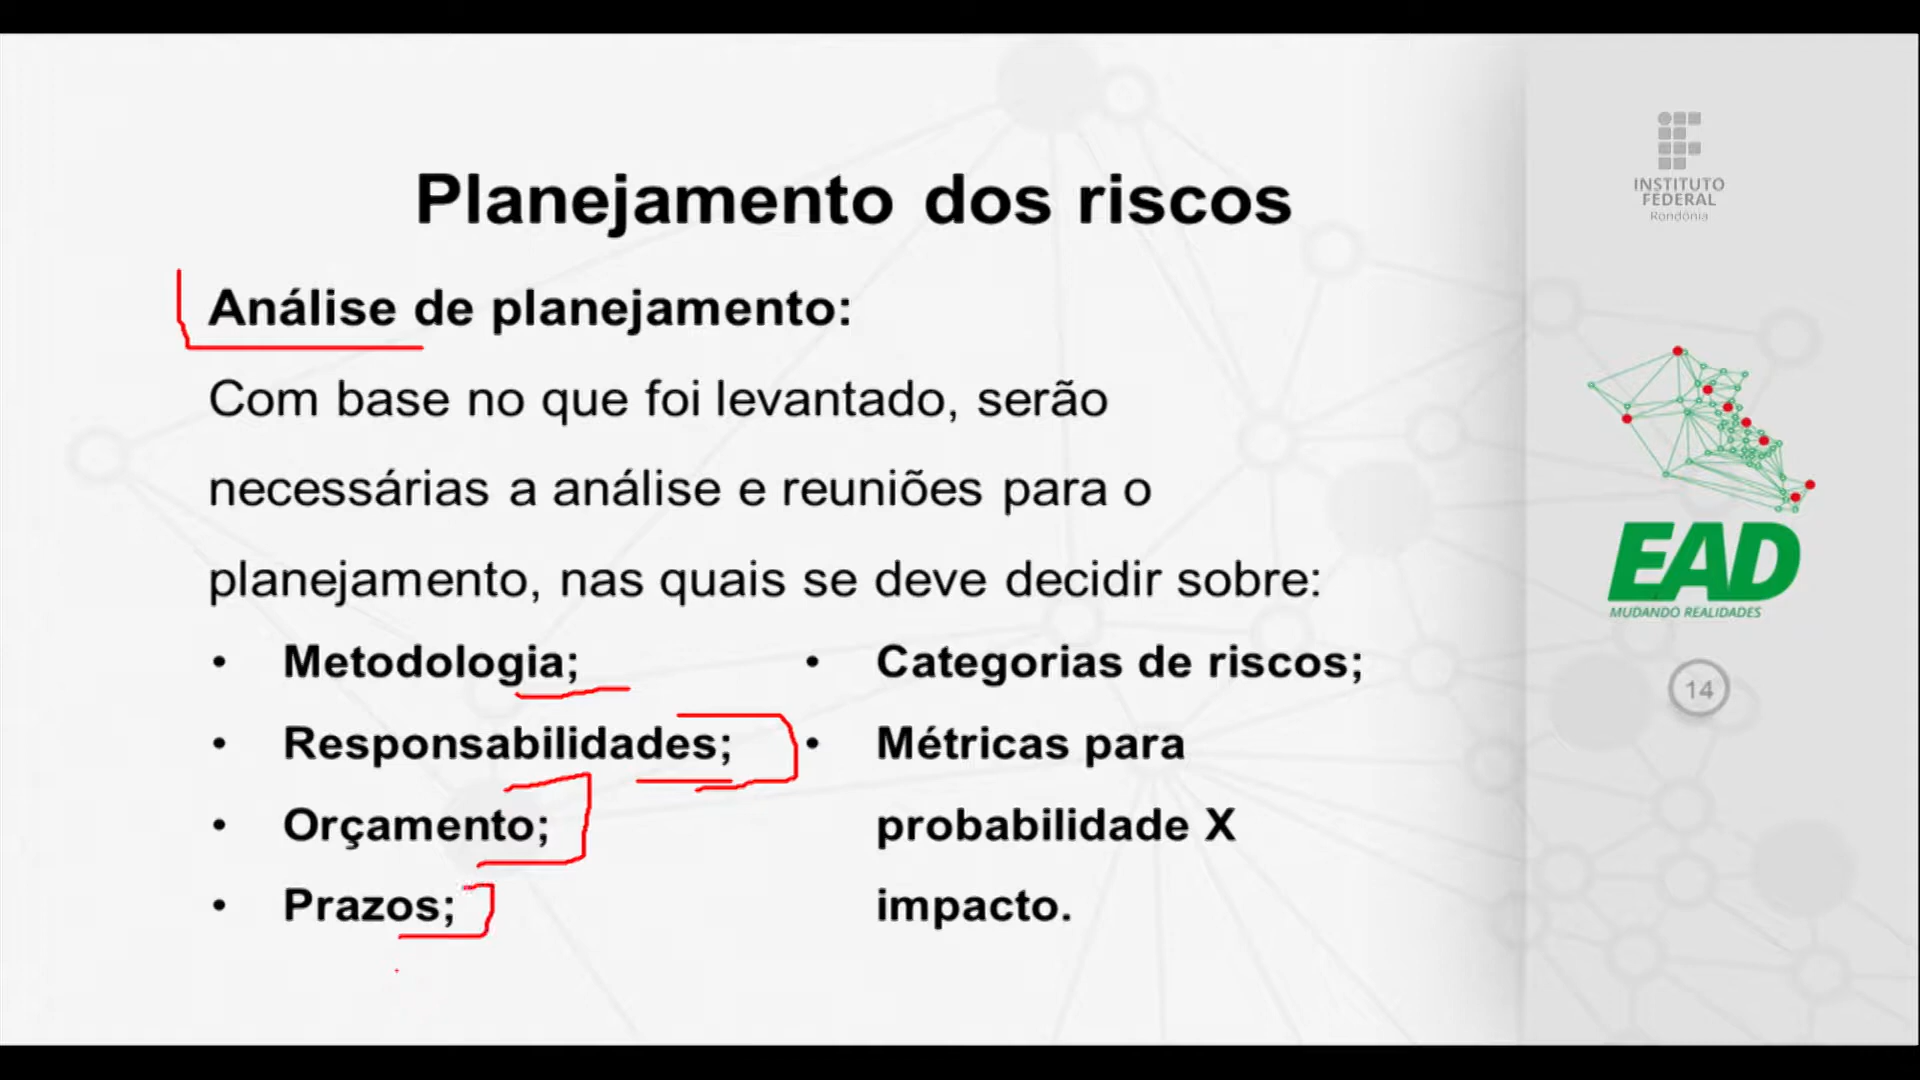 Planejamento dos riscos
Análise de planejamento:
Com base no que foi levantado, serão
necessárias a análise e reuniões para o
planejamento, nas quais se deve decidir sobre:
• Metodologia;
• Responsabilidades;
• Orçamento;
• Prazos;
• Categorias de riscos;
• Métricas para
probabilidade X
impacto.
INSTITUTO
FEDERAL
Rondônia
EAD
MUDANDO REALIDADES
14